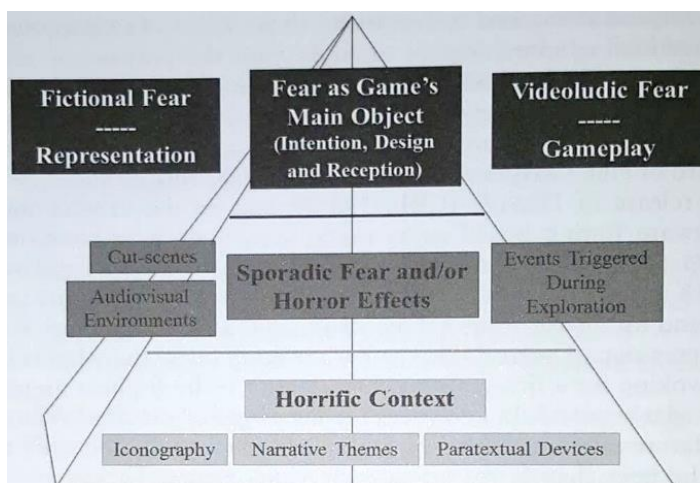 Fictional Fear
-----
Representation
Fear as Game's
Main Object
(Intention, Design
and Reception)
Videoludic Fear
-----
Gameplay
Cut-scenes
Audiovisual
Environments
Sporadic Fear and/or
Horror Effects
Events Triggered
During
Exploration
Horrific Context
Iconography
Narrative Themes
Paratextual Devices